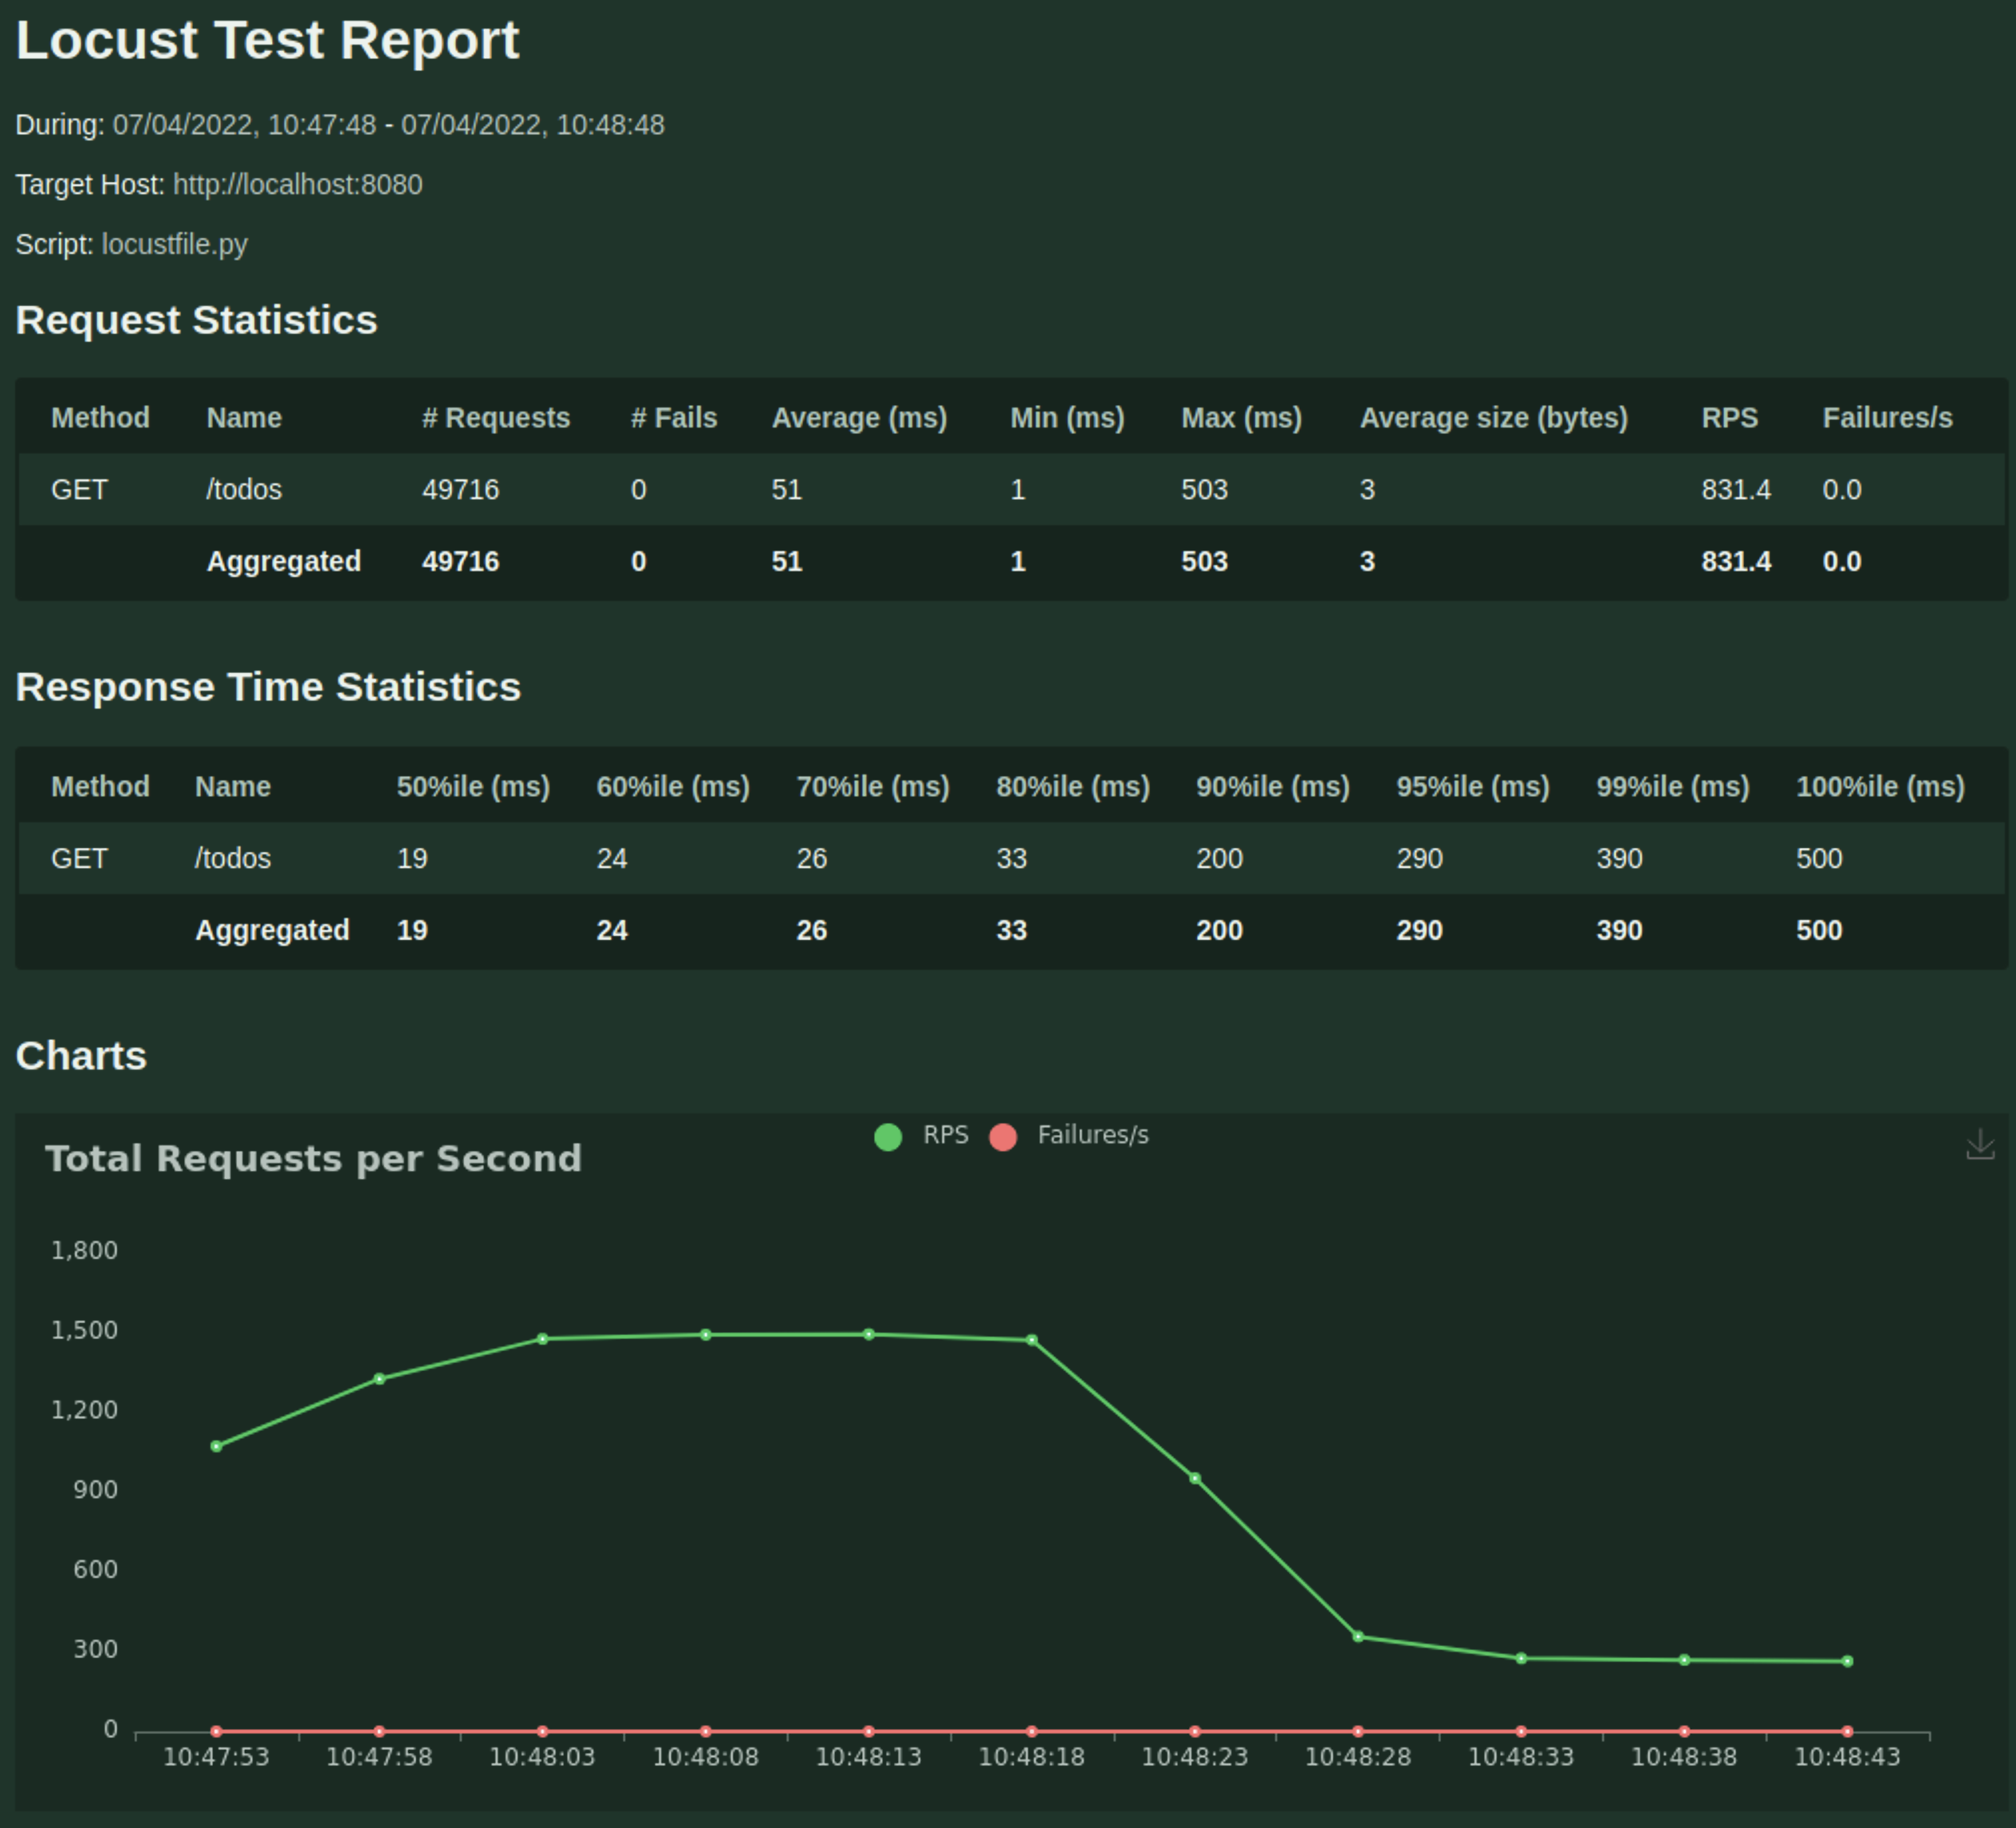 Locust Test Report
During: 07/04/2022, 10:47:48 - 07/04/2022, 10:48:48
Target Host: http://localhost:8080
Script: locustfile.py
Request Statistics
Method Name # Requests # Fails Average (ms) Min (ms) Max (ms) Average size (bytes) RPS Failures/s
GET /todos 49716 0 51 1 503 3 831.4 0.0
Aggregated 49716 0 51 1 503 3 831.4 0.0
Response Time Statistics
Method Name 50%ile (ms) 60%ile (ms) 70%ile (ms) 80%ile (ms) 90%ile (ms) 95%ile (ms) 99%ile (ms) 100%ile (ms)
GET /todos 19 24 26 33 200 290 390 500
Aggregated 19 24 26 33 200 290 390 500
Charts
RPS Failures/s
Total Requests per Second
1,800
1,500
1,200
900
600
300
0
10:47:53 10:47:58 10:48:03 10:48:08 10:48:13 10:48:18 10:48:23 10:48:28 10:48:33 10:48:38 10:48:43